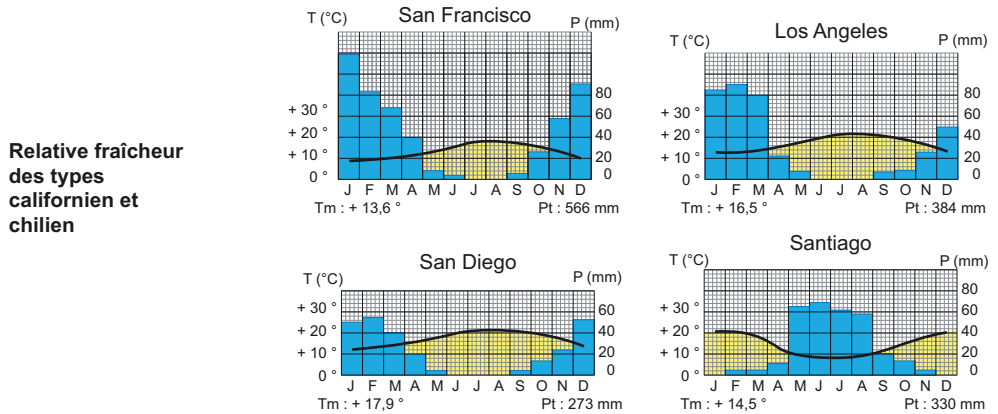 Relative fraîcheur
des types
californien et
chilien
San Francisco
T (°C)
P (mm)
+ 30 °
+ 20 °
+ 10 °
0 °
80
60
40
20
0
J F M A M J J A S O N D
Tm : + 13,6 °
Pt : 566 mm
Los Angeles
T (°C)
P (mm)
+ 30 °
+ 20 °
+ 10 °
0 °
80
60
40
20
0
J F M A M J J A S O N D
Tm : + 16,5 °
Pt : 384 mm
San Diego
T (°C)
P (mm)
+ 30 °
+ 20 °
+ 10 °
0 °
60
40
20
0
J F M A M J J A S O N D
Tm : + 17,9 °
Pt : 273 mm
Santiago
T (°C)
P (mm)
+ 30 °
+ 20 °
+ 10 °
0 °
80
60
40
20
0
J F M A M J J A S O N D
Tm : + 14,5 °
Pt : 330 mm